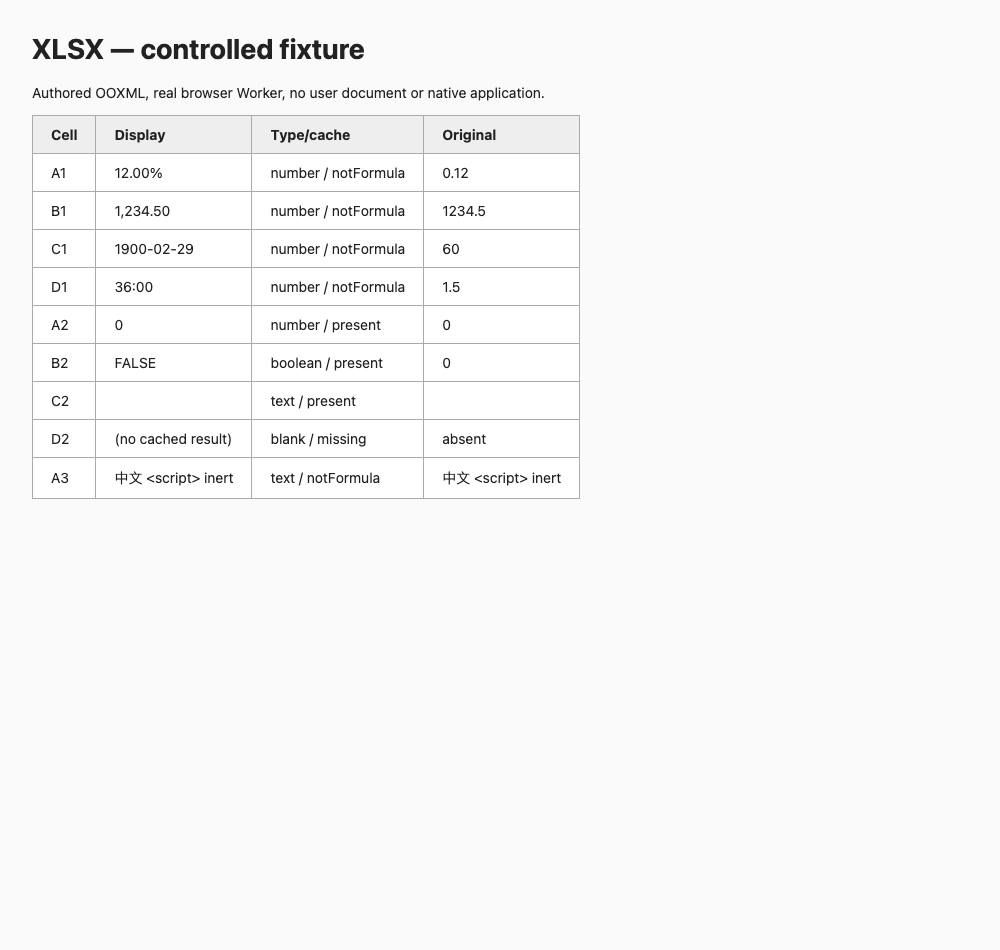 XLSX — controlled fixture
Authored OOXML, real browser Worker, no user document or native application.
Cell Display Type/cache Original
A1 12.00% number / notFormula 0.12
B1 1,234.50 number / notFormula 1234.5
C1 1900-02-29 number / notFormula 60
D1 36:00 number / notFormula 1.5
A2 0 number / present 0
B2 FALSE boolean / present 0
C2 text / present
D2 (no cached result) blank / missing absent
A3 中文 <script> inert text / notFormula 中文 <script> inert